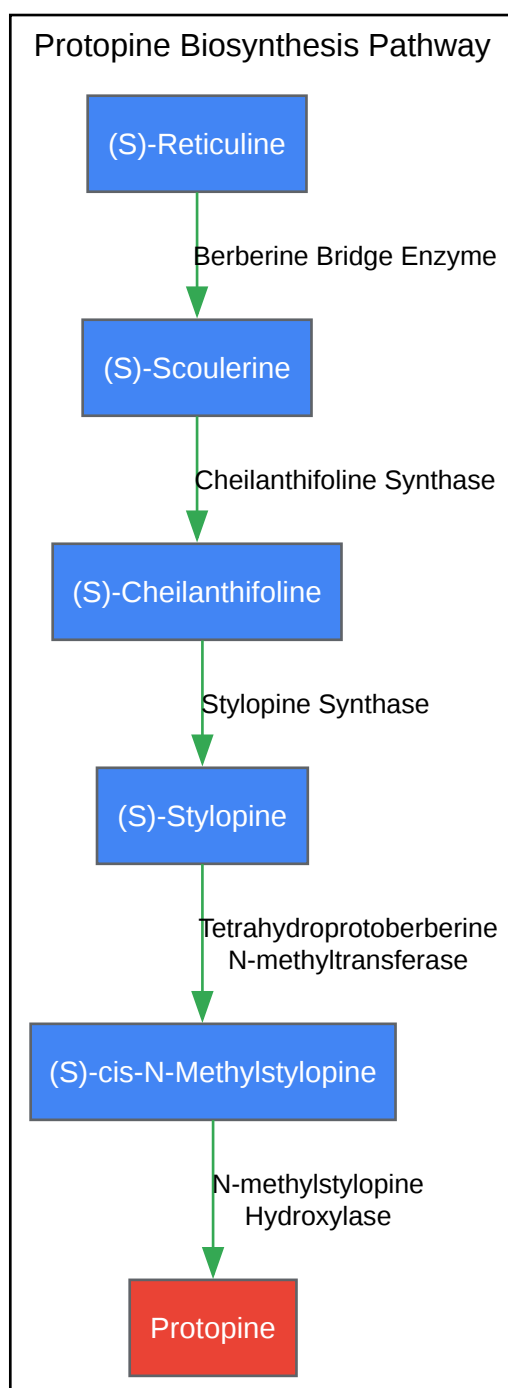 Protopine Biosynthesis Pathway
(S)-Reticuline
Berberine Bridge Enzyme
(S)-Scoulerine
Cheilanthifoline Synthase
(S)-Cheilanthifoline
Stylopine Synthase
(S)-Stylopine
Tetrahydroprotoberberine
N-methyltransferase
(S)-cis-N-Methylstylopine
N-methylstylopine
Hydroxylase
Protopine